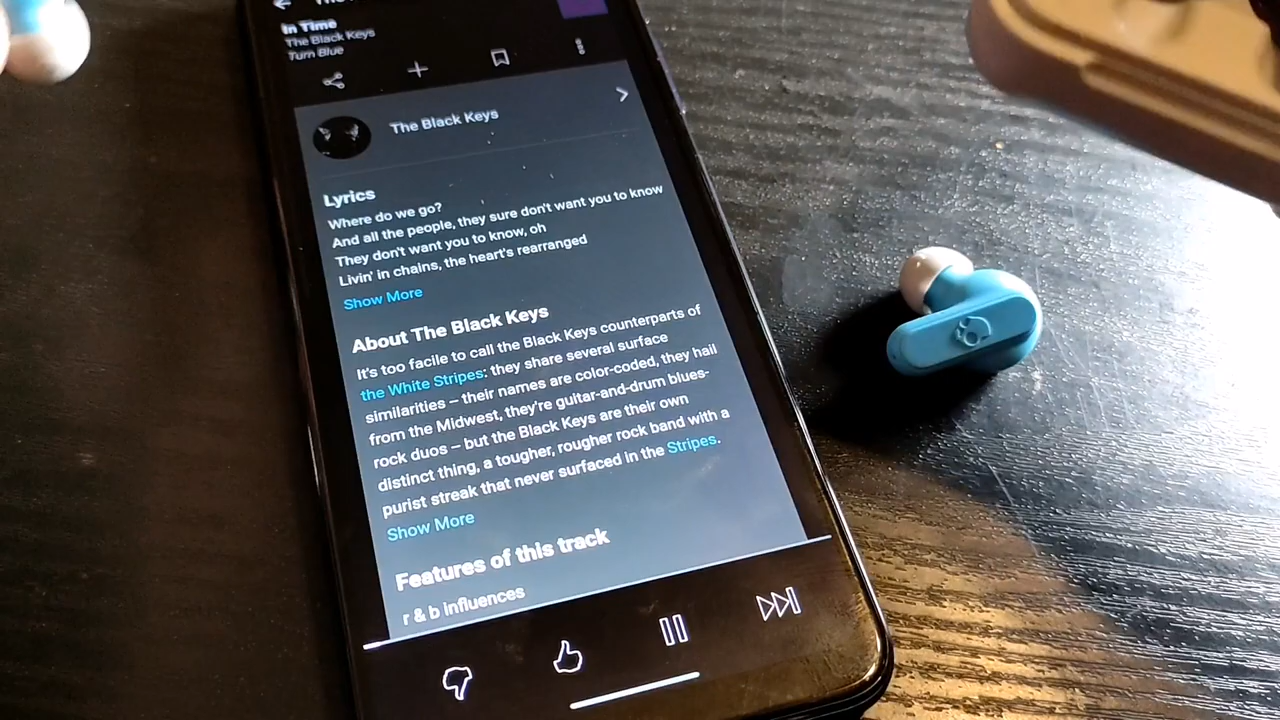 In Time
The Black Keys
Turn Blue
The Black Keys
Lyrics
Where do we go?
And all the people, they sure don't want you to know
They don't want you to know, oh
Livin' in chains, the heart's rearranged
Show More
About The Black Keys
It's too facile to call the Black Keys counterparts of
the White Stripes: they share several surface
similarities – their names are color-coded, they hail
from the Midwest, they're guitar-and-drum blues-
rock duos – but the Black Keys are their own
distinct thing, a tougher, rougher rock band with a
purist streak that never surfaced in the Stripes.
Show More
Features of this track
r & b influences